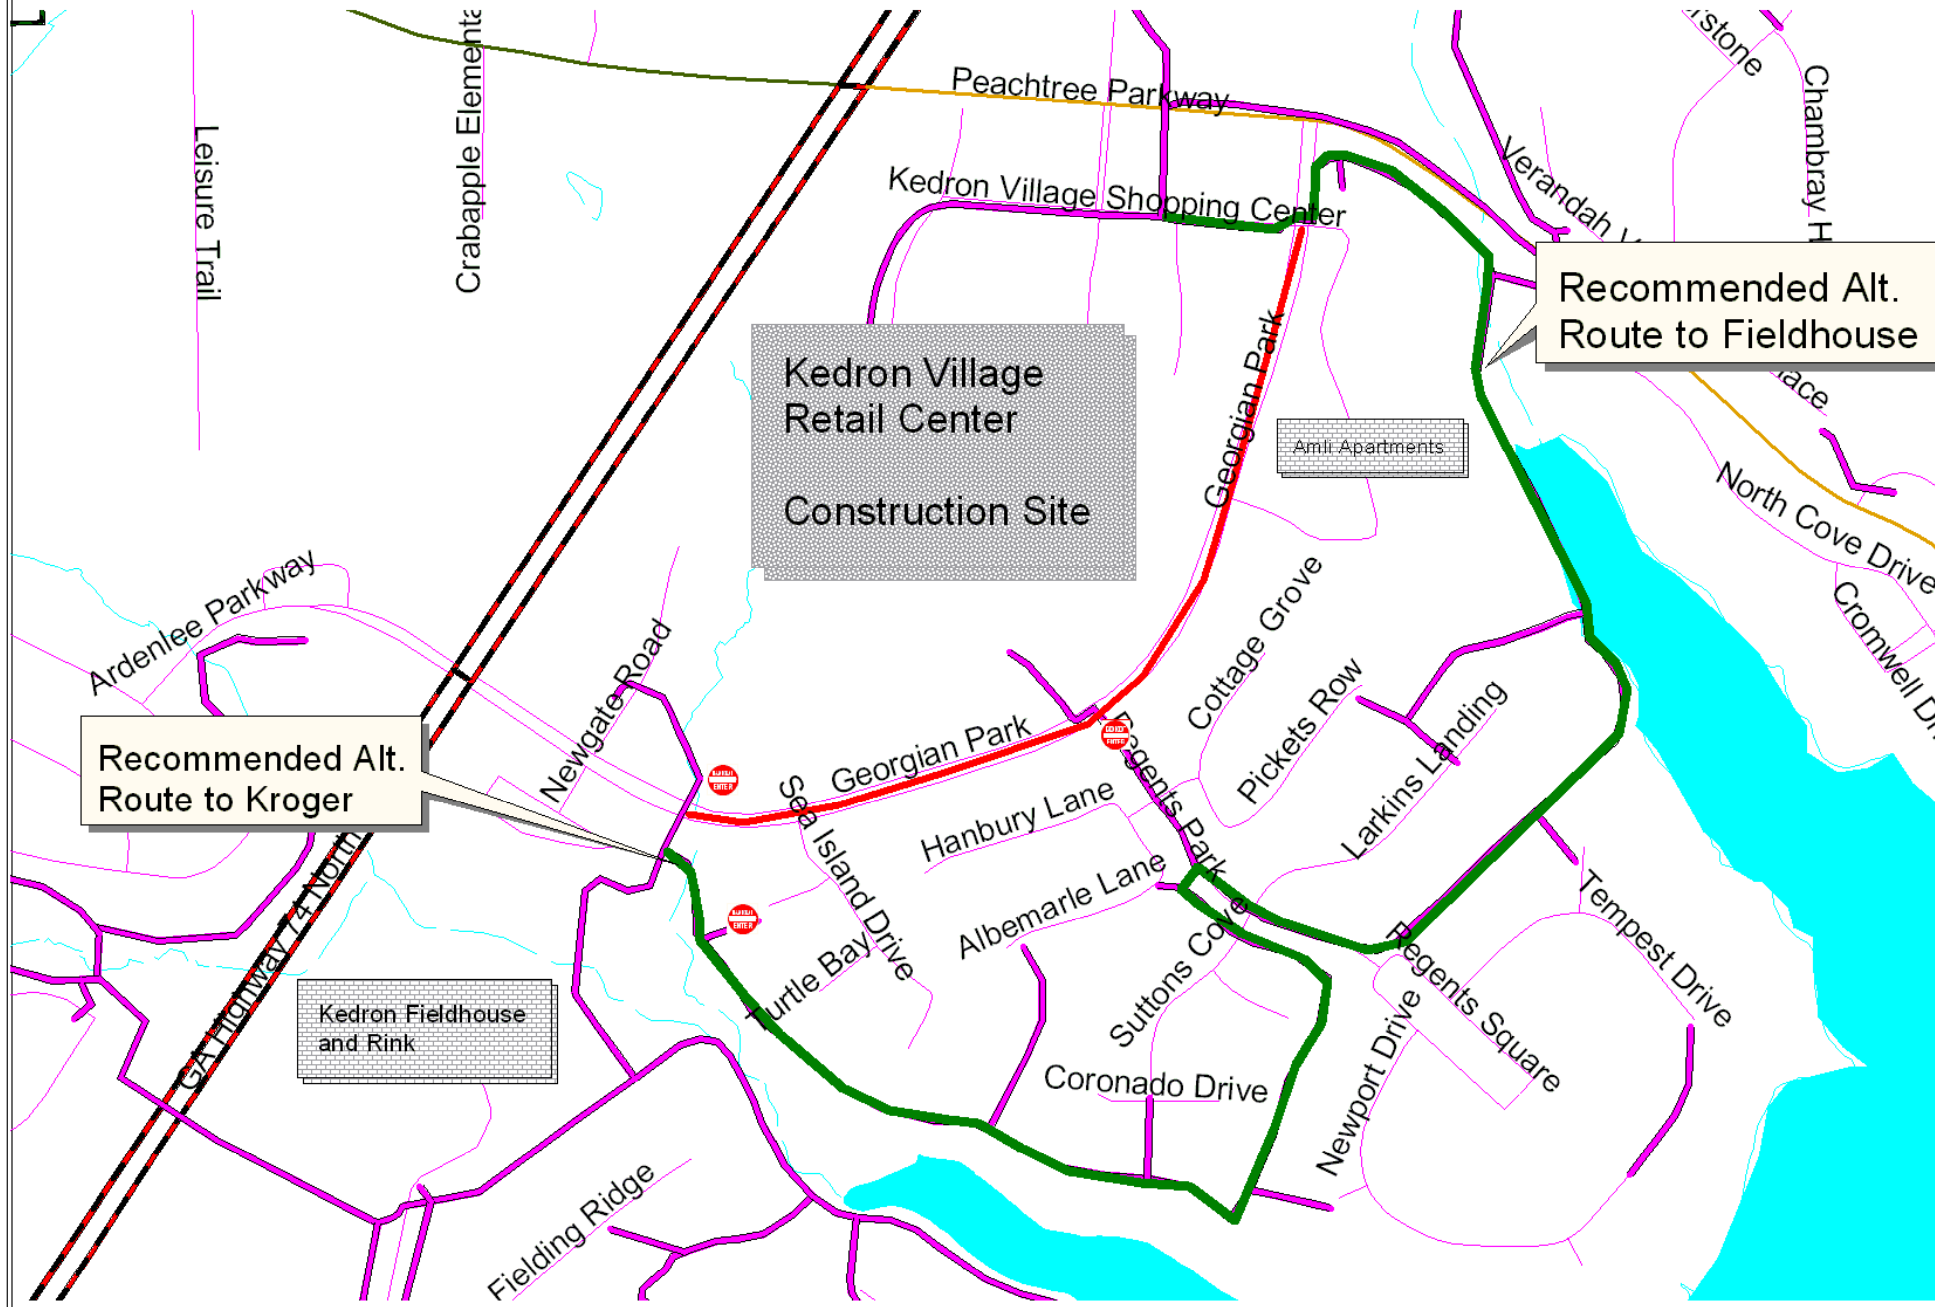 Peachtree Parkway
Kedron Village Shopping Center
Leisure Trail
Crabapple Elementa
erstone
Chambray H
Verandah
Recommended Alt.
Route to Fieldhouse
lace
Kedron Village
Retail Center
Construction Site
Georgian Park
Amli Apartments
North Cove Drive
Cromwell Dr
Ardenlee Parkway
Newgate Road
Cottage Grove
Pickets Row
Larkins Landing
Recommended Alt.
Route to Kroger
Georgian Park
Regents Park
Sea Island Drive
Hanbury Lane
Albemarle Lane
Turtle Bay
Suttons Cove
Tempest Drive
Regents Square
Newport Drive
Coronado Drive
GA Highway 74 North
Kedron Fieldhouse
and Rink
Fielding Ridge